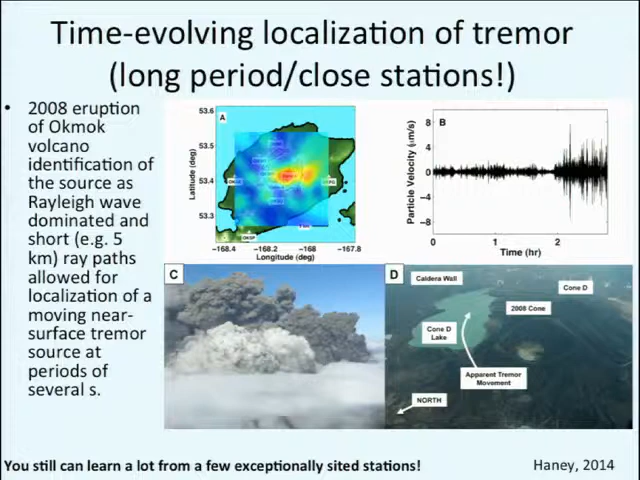 Time-evolving localization of tremor
(long period/close stations!)
• 2008 eruption
of Okmok
volcano
identification of
the source as
Rayleigh wave
dominated and
short (e.g. 5
km) ray paths
allowed for
localization of a
moving near-
surface tremor
source at
periods of
several s.
A
53.6
53.5
53.4
53.3
Latitude (deg)
OKSP
−168.4 −168.2 −168 −167.8
Longitude (deg)
B
8
4
0
−4
−8
Particle Velocity (μm/s)
0 1 2
Time (hr)
C
D
Caldera Wall
Cone D
2008 Cone
Cone D
Lake
Apparent Tremor
Movement
NORTH
You still can learn a lot from a few exceptionally sited stations!
Haney, 2014